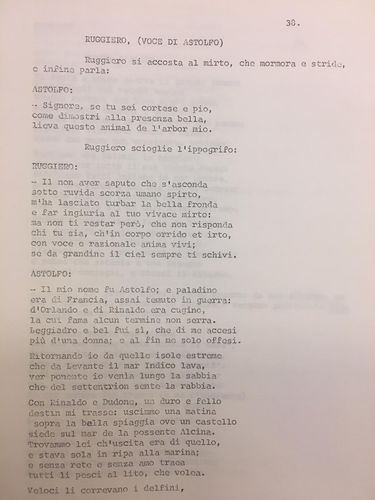 38.
RUGGIERO, (VOCE DI ASTOLFO)
Ruggiero si accosta al mirto, che mormora e stride,
e infine parla:
ASTOLFO:
- Signore, se tu sei cortese e pio,
come dimostri alla presenza bella,
lieva questo animal de l'arbor mio.
Ruggiero scioglie l'ippogrifo:
RUGGIERO:
- Il non aver saputo che s'asconda
sotto ruvida scorza umano spirto,
m'ha lasciato turbar la bella fronda
e far ingiuria al tuo vivace mirto:
ma non ti restar però, che non risponda
chi tu sia, ch'in corpo orrido et irto,
con voce e razionale anima vivi;
se da grandine il ciel sempre ti schivi.
ASTOLFO:
- Il mio nome fu Astolfo; e paladino
era di Francia, assai temuto in guerra:
d'Orlando e di Rinaldo era cugino,
la cui fama alcun termine non serra.
Leggiadro e bel fui sì, che di me accesi
più d'una donna; e al fin me solo offesi.
Ritornando io da quelle isole estreme
che da Levante il mar Indico lava,
ver ponente io venìa lungo la sabbia
che del settentrion sente la rabbia.
Con Rinaldo e Dudone, un duro e fello
destin mi trasse: uscimmo una matina
sopra la bella spiaggia ove un castello
siede sul mar de la possente Alcina.
Trovammo lei ch'uscita era di quello,
e stava sola in ripa alla marina;
e senza rete e senza amo traea
tutti li pesci al lito, che volea.
Veloci li correvano i delfini,